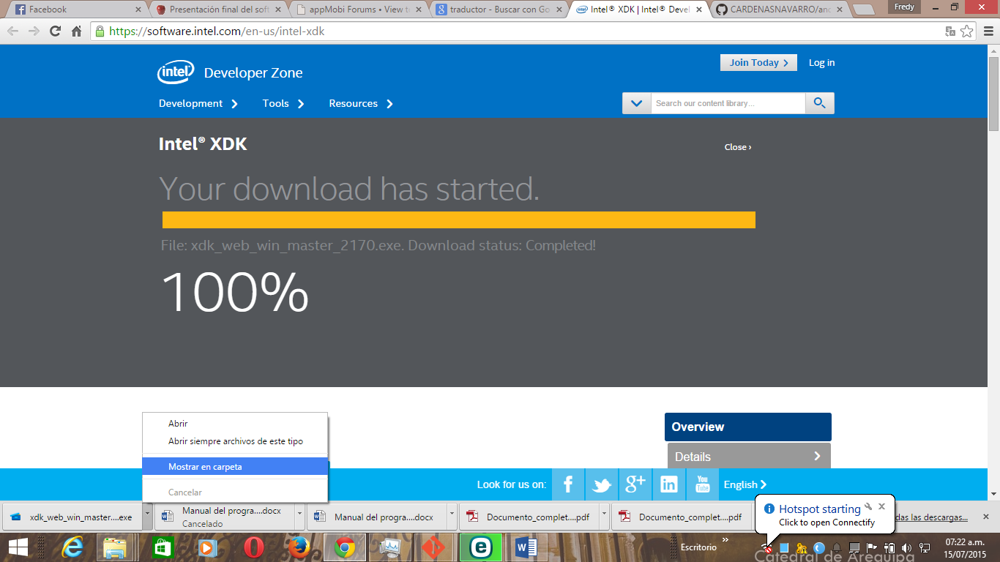 Facebook
Presentación final del soft
appMobi Forums • View t
traductor - Buscar con Go
Intel® XDK | Intel® Devel
CARDENASNAVARRO/and
Fredy
https://software.intel.com/en-us/intel-xdk
intel Developer Zone
Join Today
Log in
Development
Tools
Resources
Search our content library...
Intel® XDK
Close ›
Your download has started.
File: xdk_web_win_master_2170.exe. Download status: Completed!
100%
Abrir
Abrir siempre archivos de este tipo
Mostrar en carpeta
Cancelar
Overview
Details
Look for us on:
You Tube
English
Hotspot starting
Click to open Connectify
xdk_web_win_master....exe
Manual del progra....docx
Cancelado
Manual del progra....docx
Documento_complet....pdf
Documento_complet....pdf
das las descargas...
Escritorio
07:22 a.m.
15/07/2015
Catedral de Arequipa